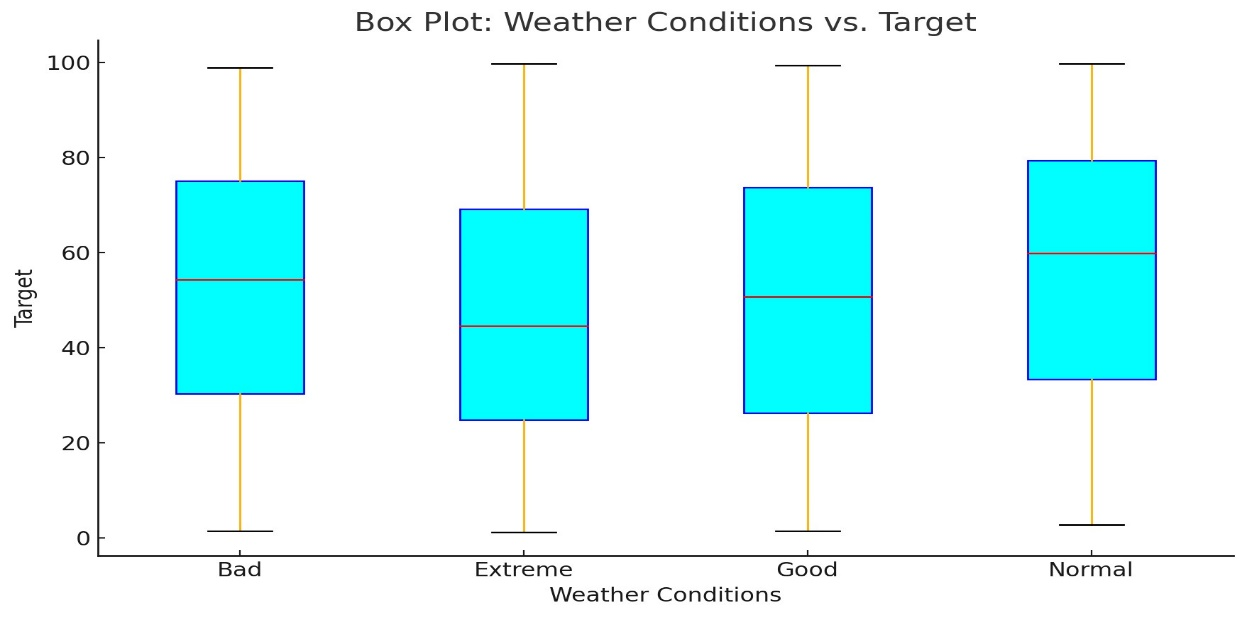 Box Plot: Weather Conditions vs. Target
100
80
60
40
20
0
Target
Bad Extreme Good Normal
Weather Conditions